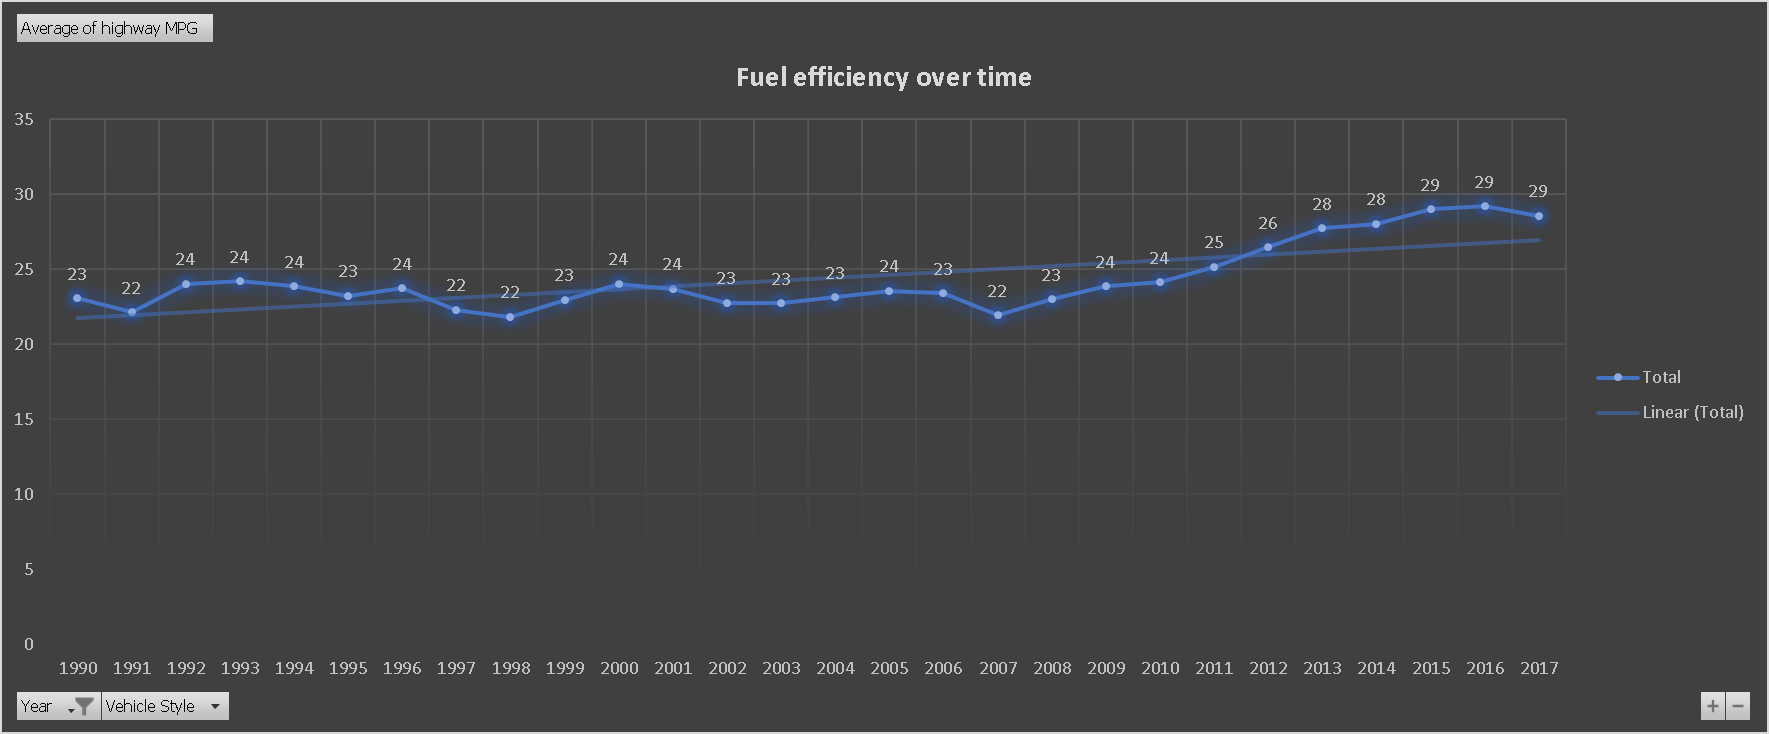 Average of highway MPG
Fuel efficiency over time
35
30
25
20
15
10
5
0
23 22 24 24 24 23 24 22 22 23 24 24 23 23 23 24 23 22 23 24 24 25 26 28 28 29 29 29
1990 1991 1992 1993 1994 1995 1996 1997 1998 1999 2000 2001 2002 2003 2004 2005 2006 2007 2008 2009 2010 2011 2012 2013 2014 2015 2016 2017
Total
Linear (Total)
Year Vehicle Style
+ −